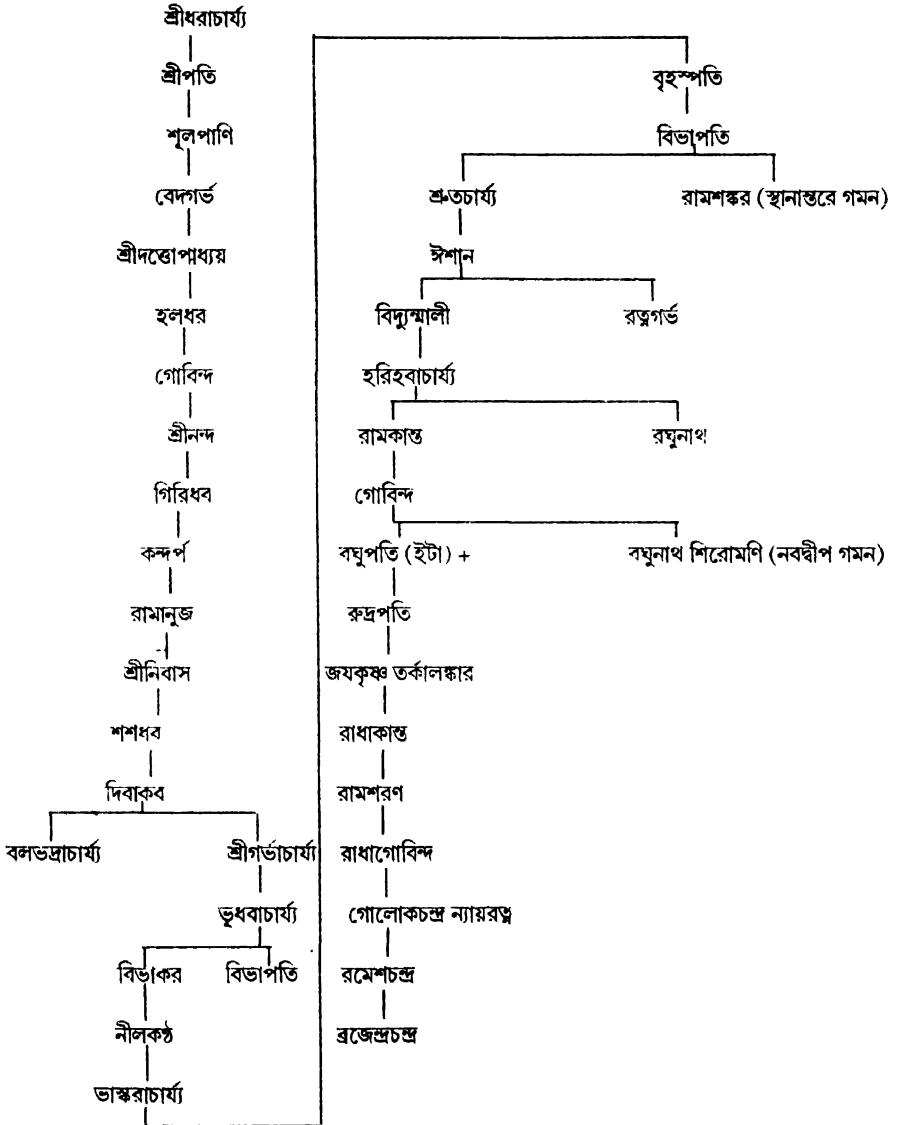 শ্রীধরাচার্য্য
শ্রীপতি
শূলপাণি
বেদগর্ভ
শ্রীদত্তোপাধ্যয়
হলধর
গোবিন্দ
শ্রীনন্দ
গিরিধব
কন্দর্প
রামানুজ
শ্রীনিবাস
শশধব
দিবাকব
বলভদ্রাচার্য্য শ্রীগর্ভাচার্য্য
ভূধবাচার্য্য
বিভাকর বিভাপতি
নীলকন্ঠ
ভাস্করাচার্য্য
বৃহস্পতি
বিভাপতি
শ্রুতচার্য্য রামশঙ্কর (স্থানান্তরে গমন)
ঈশান
বিদ্যুন্মালী রত্নগর্ভ
হরিহবাচার্য্য
রামকান্ত রঘুনাথ
গোবিন্দ
বঘুপতি (ইটা) + বঘুনাথ শিরোমণি (নবদ্বীপ গমন)
রুদ্রপতি
জযকৃষ্ণ তর্কালঙ্কার
রাধাকান্ত
রামশরণ
রাধাগোবিন্দ
গোলোকচন্দ্র ন্যায়রত্ন
রমেশচন্দ্র
ব্রজেন্দ্রচন্দ্র